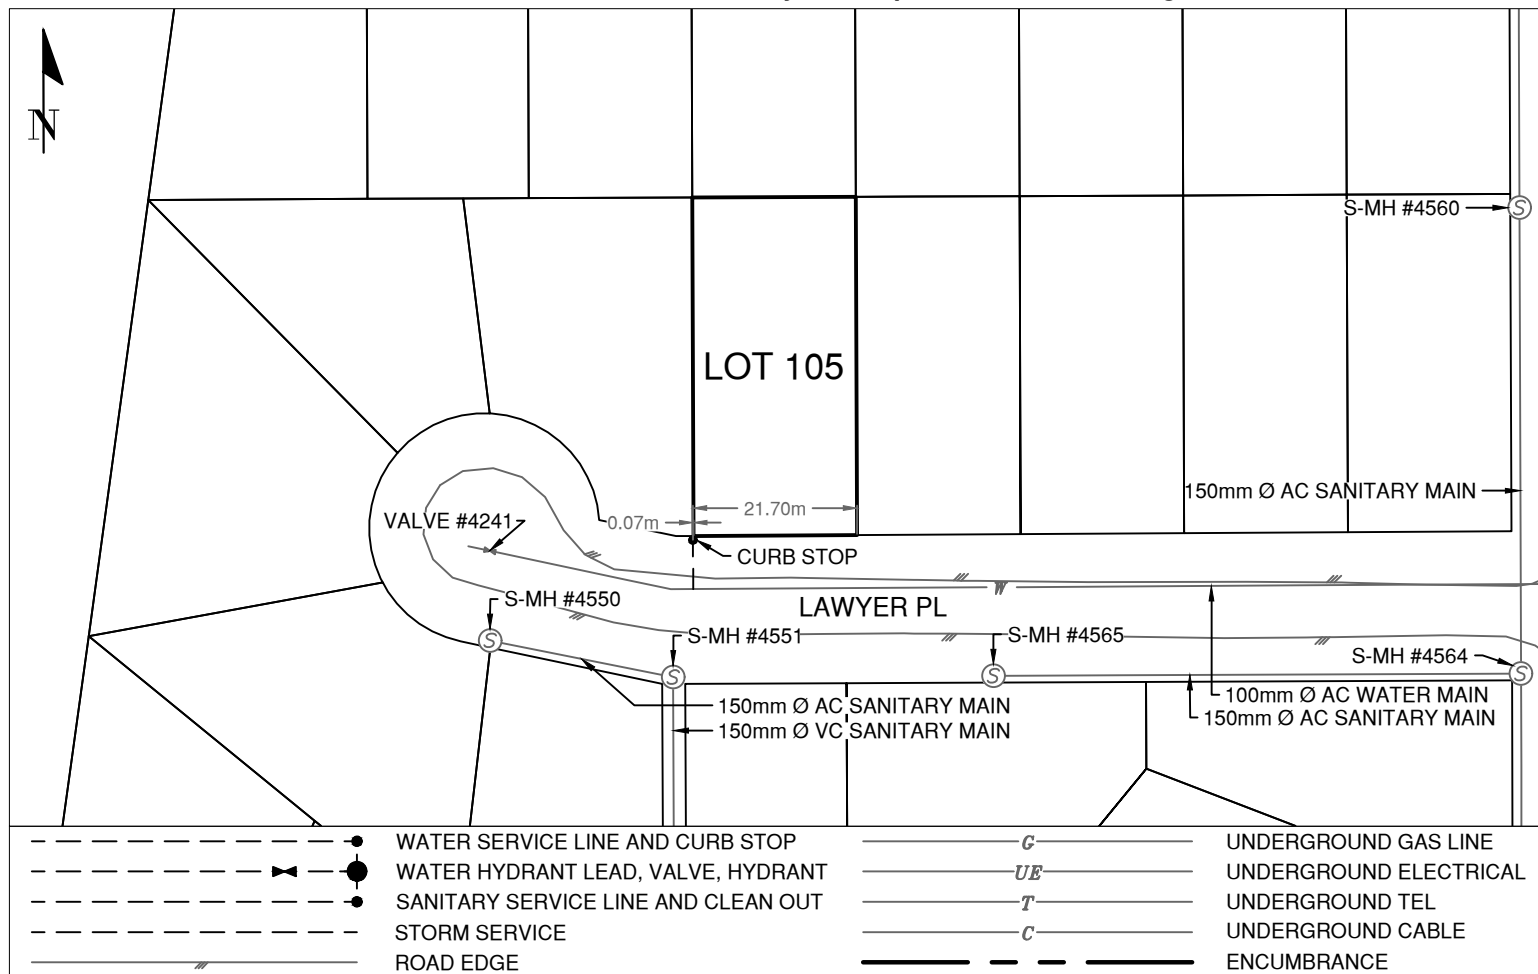 N
S-MH #4560
S
LOT 105
150mm Ø AC SANITARY MAIN
VALVE #4241
0.07m
21.70m
CURB STOP
W
S-MH #4550
LAWYER PL
S
S-MH #4551
S-MH #4565
S-MH #4564
S
S
S
100mm Ø AC WATER MAIN
150mm Ø AC SANITARY MAIN
150mm Ø AC SANITARY MAIN
150mm Ø VC SANITARY MAIN
WATER SERVICE LINE AND CURB STOP
WATER HYDRANT LEAD, VALVE, HYDRANT
SANITARY SERVICE LINE AND CLEAN OUT
STORM SERVICE
ROAD EDGE
G UNDERGROUND GAS LINE
UE UNDERGROUND ELECTRICAL
T UNDERGROUND TEL
C UNDERGROUND CABLE
ENCUMBRANCE